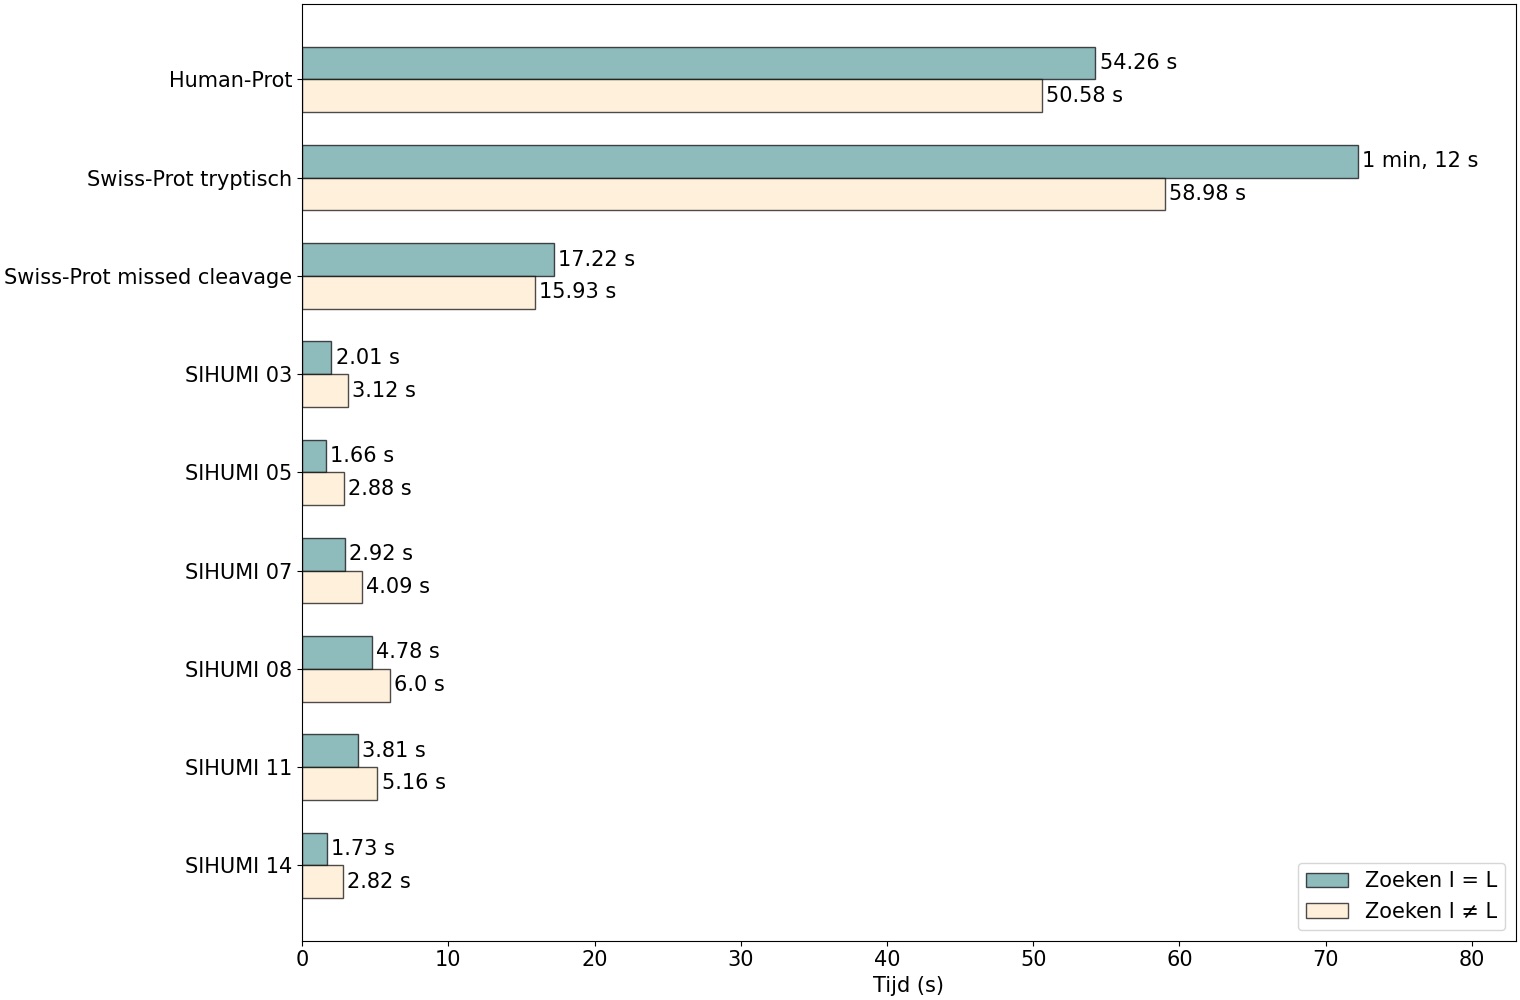 Human-Prot
54.26 s
50.58 s
Swiss-Prot tryptisch
1 min, 12 s
58.98 s
Swiss-Prot missed cleavage
17.22 s
15.93 s
SIHUMI 03
2.01 s
3.12 s
SIHUMI 05
1.66 s
2.88 s
SIHUMI 07
2.92 s
4.09 s
SIHUMI 08
4.78 s
6.0 s
SIHUMI 11
3.81 s
5.16 s
SIHUMI 14
1.73 s
2.82 s
Zoeken I = L
Zoeken I ≠ L
0 10 20 30 40 50 60 70 80
Tijd (s)